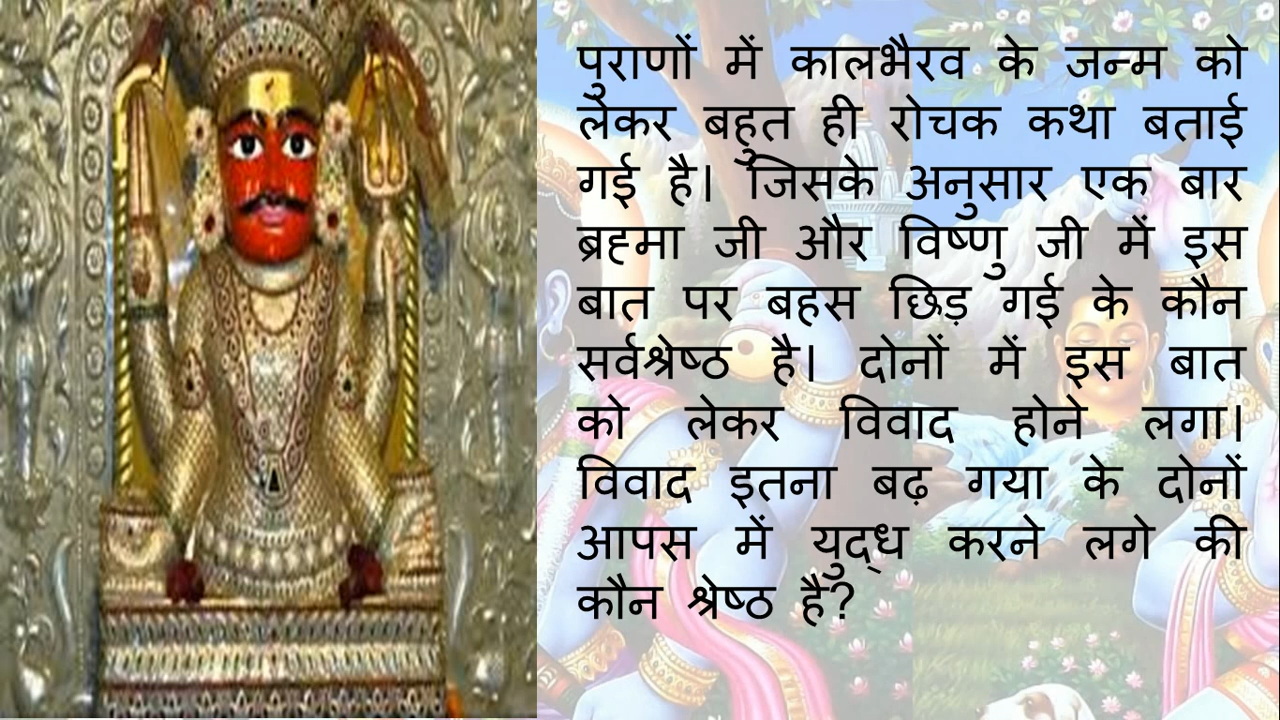 पुराणों में कालभैरव के जन्म को
लेकर बहुत ही रोचक कथा बताई
गई है। जिसके अनुसार एक बार
ब्रह्मा जी और विष्णु जी में इस
बात पर बहस छिड़ गई के कौन
सर्वश्रेष्ठ है। दोनों में इस बात
को लेकर विवाद होने लगा।
विवाद इतना बढ़ गया के दोनों
आपस में युद्ध करने लगे की
कौन श्रेष्ठ है?